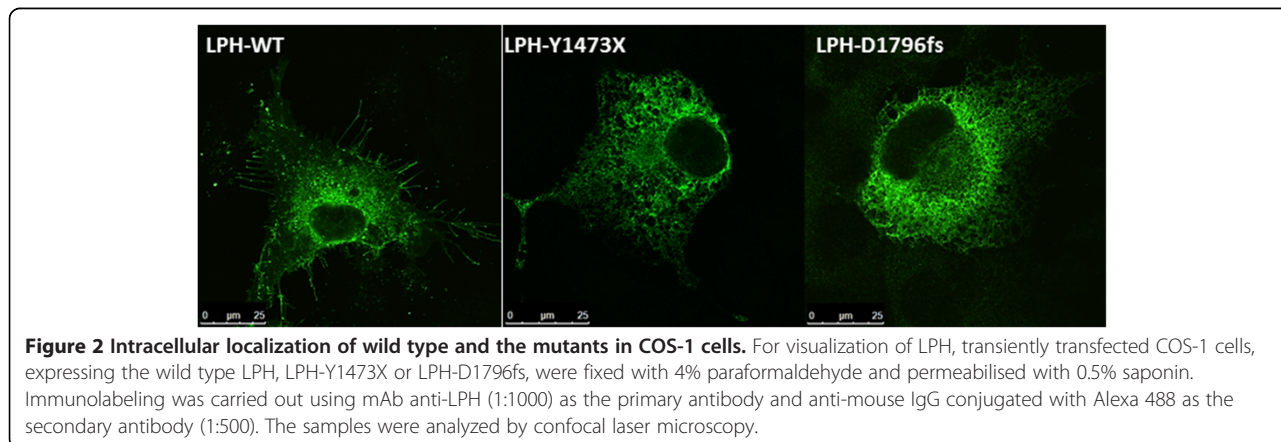 LPH-WT
LPH-Y1473X
LPH-D1796fs
0 µm 25
0 µm 25
0 µm 25
Figure 2 Intracellular localization of wild type and the mutants in COS-1 cells. For visualization of LPH, transiently transfected COS-1 cells,
expressing the wild type LPH, LPH-Y1473X or LPH-D1796fs, were fixed with 4% paraformaldehyde and permeabilised with 0.5% saponin.
Immunolabeling was carried out using mAb anti-LPH (1:1000) as the primary antibody and anti-mouse IgG conjugated with Alexa 488 as the
secondary antibody (1:500). The samples were analyzed by confocal laser microscopy.